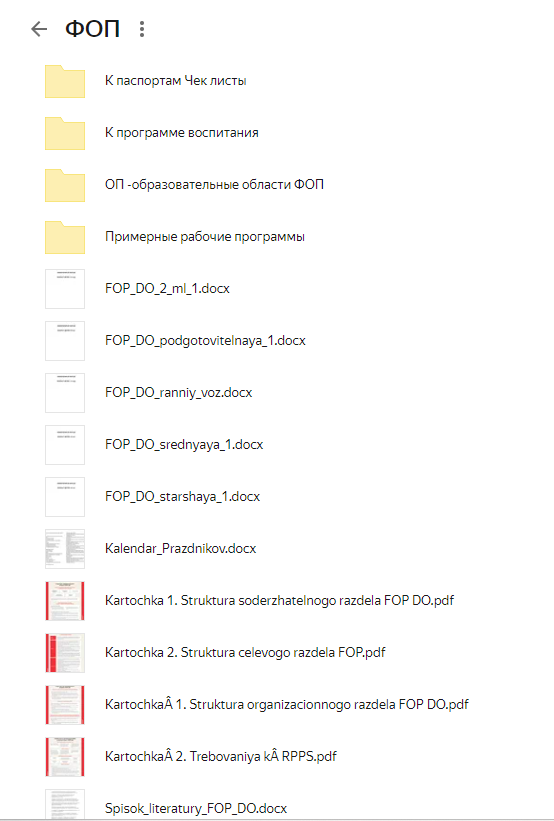 ФОП
К паспортам Чек листы
К программе воспитания
ОП -образовательные области ФОП
Примерные рабочие программы
FOP_DO_2_ml_1.docx
FOP_DO_podgotovitelnaya_1.docx
FOP_DO_ranniy_voz.docx
FOP_DO_srednyaya_1.docx
FOP_DO_starshaya_1.docx
Kalendar_Prazdnikov.docx
Kartochka 1. Struktura soderzhatelnogo razdela FOP DO.pdf
Kartochka 2. Struktura celevogo razdela FOP.pdf
KartochkaÂ 1. Struktura organizacionnogo razdela FOP DO.pdf
KartochkaÂ 2. Trebovaniya kÂ RPPS.pdf
Spisok_literatury_FOP_DO.docx